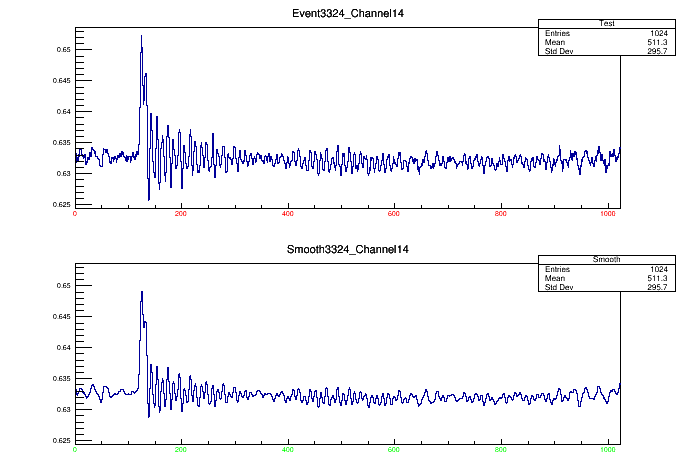 Event3324_Channel14
Test
Entries 1024
Mean 511.3
Std Dev 295.7
0.65
0.645
0.64
0.635
0.63
0.625
0 200 400 600 800 1000
Smooth3324_Channel14
Smooth
Entries 1024
Mean 511.3
Std Dev 295.7
0.65
0.645
0.64
0.635
0.63
0.625
0 200 400 600 800 1000